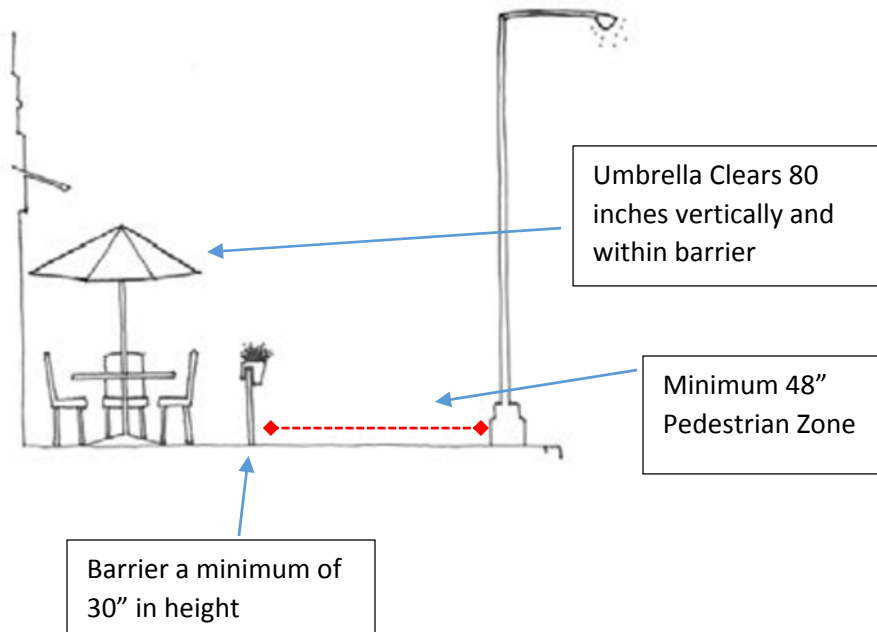 Umbrella Clears 80
inches vertically and
within barrier
Minimum 48”
Pedestrian Zone
Barrier a minimum of
30” in height